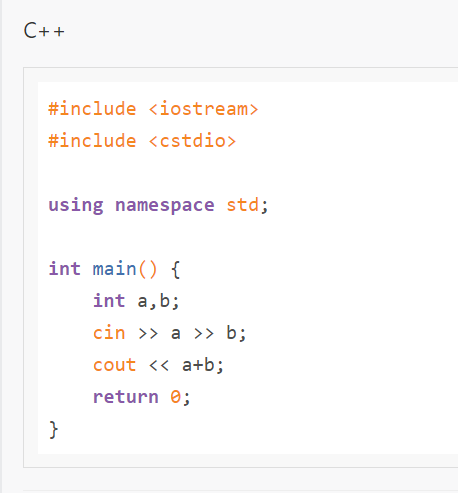 C++
#include <iostream>
#include <cstdio>
using namespace std;
int main() {
    int a,b;
    cin >> a >> b;
    cout << a+b;
    return 0;
}